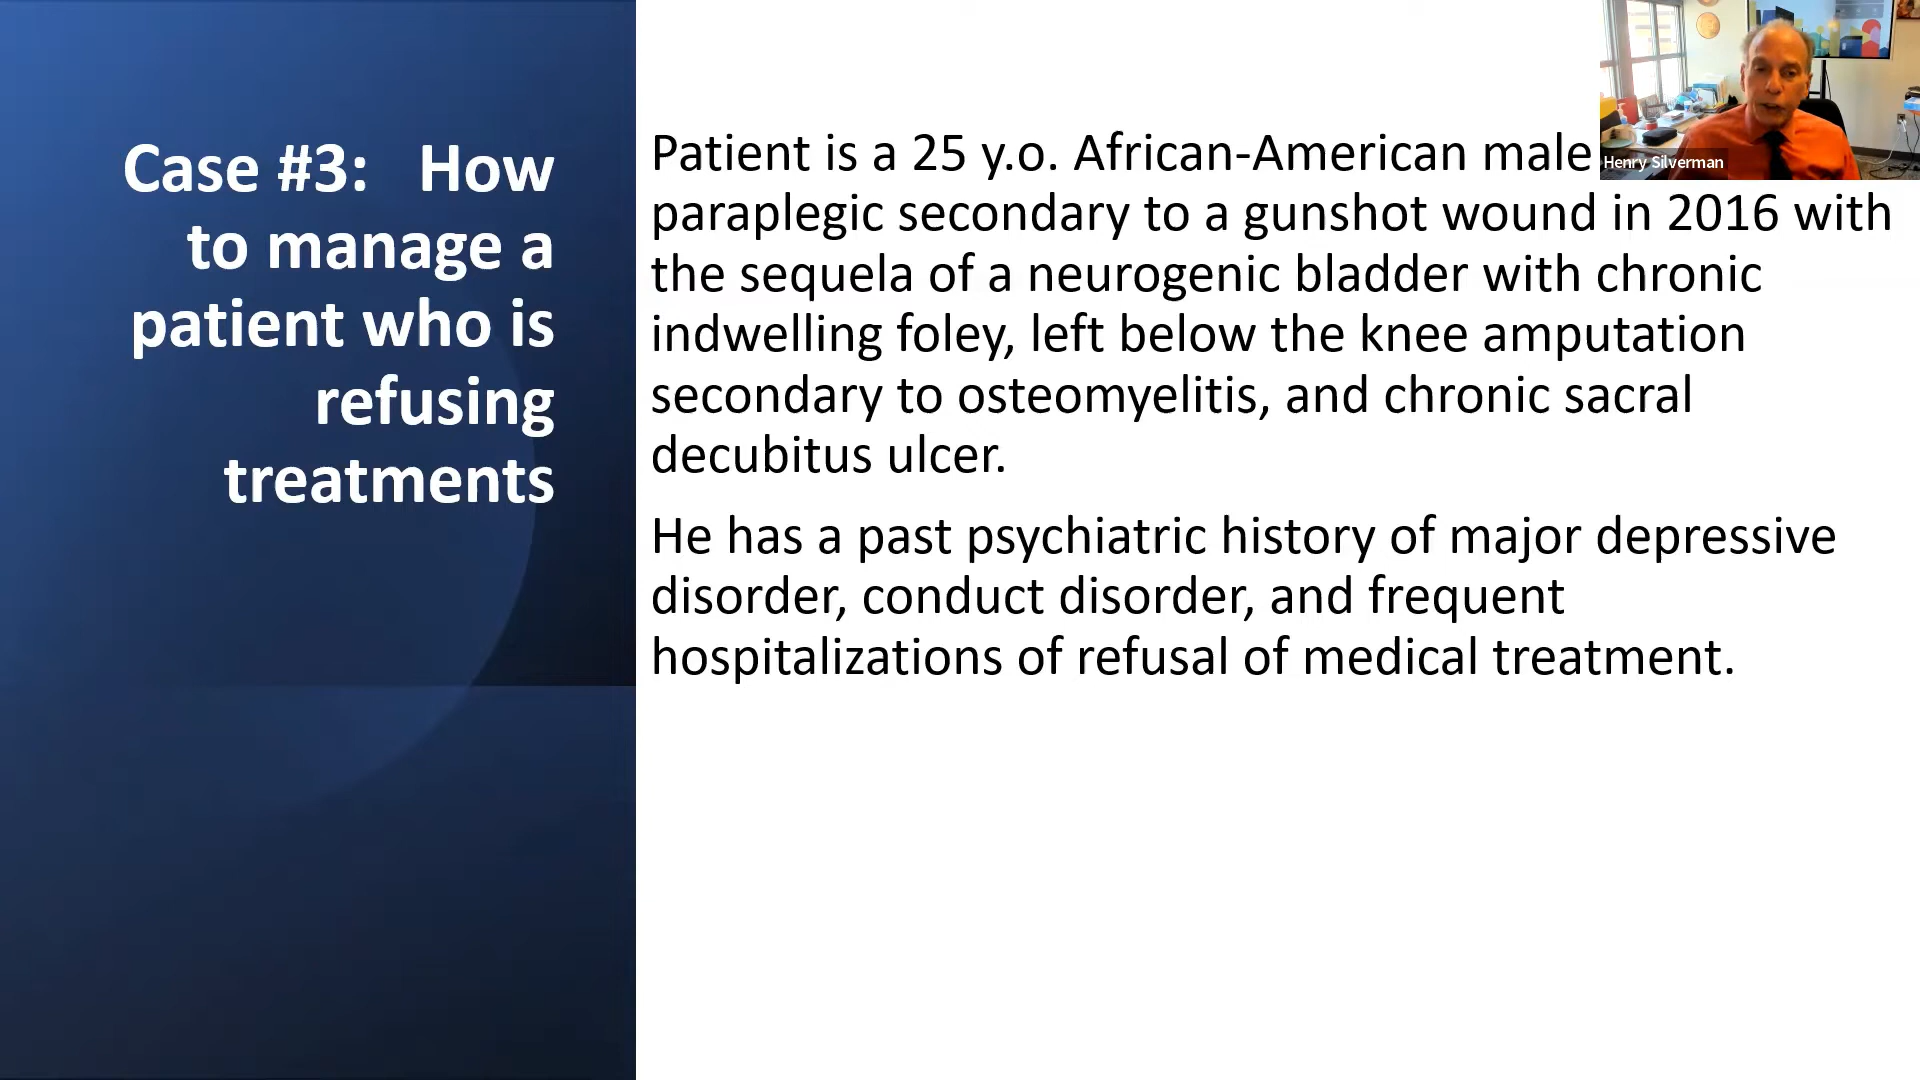 Case #3: How
to manage a
patient who is
refusing
treatments
Patient is a 25 y.o. African-American male
paraplegic secondary to a gunshot wound in 2016 with
the sequela of a neurogenic bladder with chronic
indwelling foley, left below the knee amputation
secondary to osteomyelitis, and chronic sacral
decubitus ulcer.
He has a past psychiatric history of major depressive
disorder, conduct disorder, and frequent
hospitalizations of refusal of medical treatment.
Henry Silverman